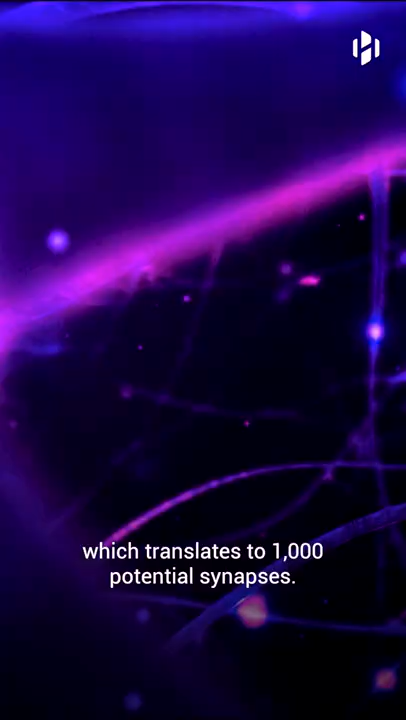 which translates to 1,000
potential synapses.